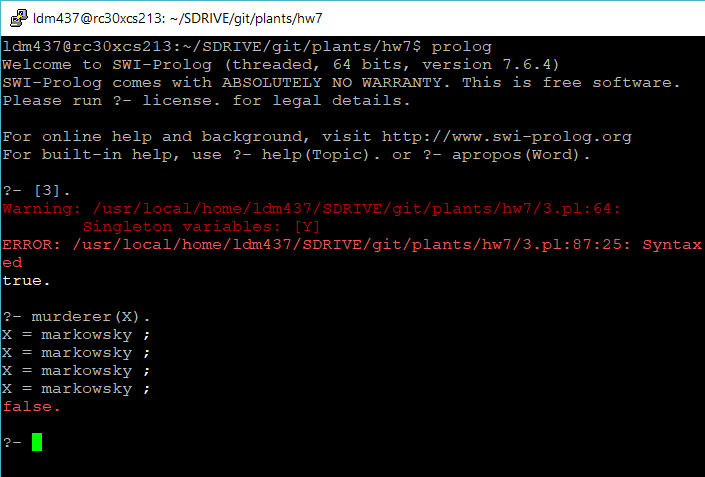 ldm437@rc30xcs213: ~/SDRIVE/git/plants/hw7
ldm437@rc30xcs213:~/SDRIVE/git/plants/hw7$ prolog
Welcome to SWI-Prolog (threaded, 64 bits, version 7.6.4)
SWI-Prolog comes with ABSOLUTELY NO WARRANTY. This is free software.
Please run ?- license. for legal details.
For online help and background, visit http://www.swi-prolog.org
For built-in help, use ?- help(Topic). or ?- apropos(Word).
?- [3].
Warning: /usr/local/home/ldm437/SDRIVE/git/plants/hw7/3.pl:64:
Singleton variables: [Y]
ERROR: /usr/local/home/ldm437/SDRIVE/git/plants/hw7/3.pl:87:25: Syntax
ed
true.
?- murderer(X).
X = markowsky ;
X = markowsky ;
X = markowsky ;
X = markowsky ;
false.
?-